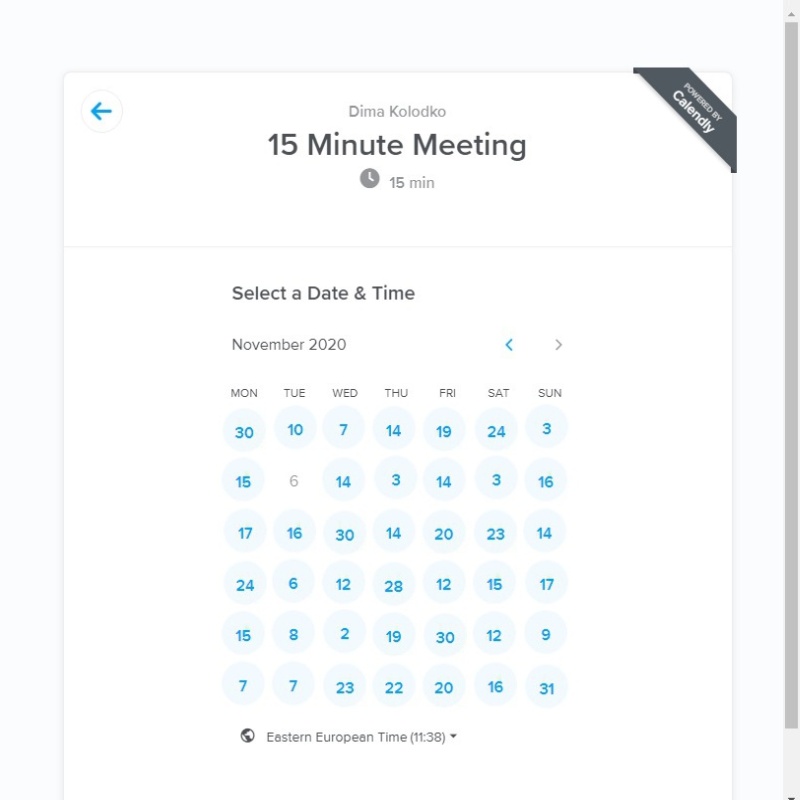 POWERED BY
Calendly
Dima Kolodko
15 Minute Meeting
15 min
Select a Date & Time
November 2020
MON TUE WED THU FRI SAT SUN
30 10 7 14 19 24 3
15 6 14 3 14 3 16
17 16 30 14 20 23 14
24 6 12 28 12 15 17
15 8 2 19 30 12 9
7 7 23 22 20 16 31
Eastern European Time (11:38)